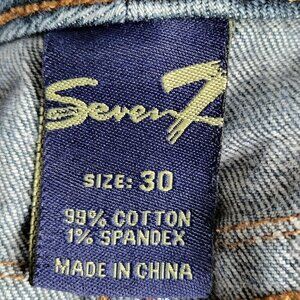 Seven7
SIZE: 30
99% COTTON
1% SPANDEX
MADE IN CHINA